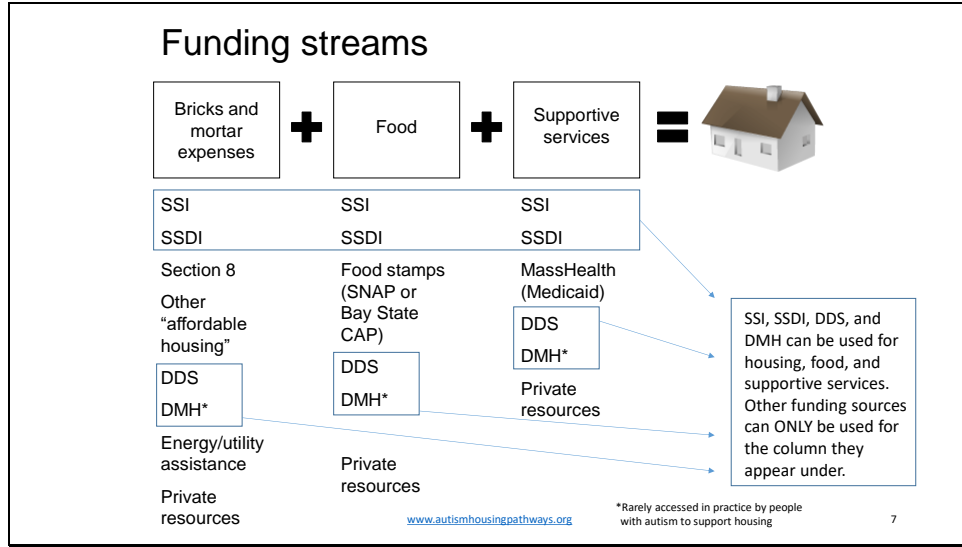 Funding streams
Bricks and
mortar
expenses
Food
Supportive
services
SSI
SSDI
Section 8
Other
“affordable
housing”
DDS
DMH*
Energy/utility
assistance
Private
resources
SSI
SSDI
Food stamps
(SNAP or
Bay State
CAP)
DDS
DMH*
Private
resources
SSI
SSDI
MassHealth
(Medicaid)
DDS
DMH*
Private
resources
SSI, SSDI, DDS, and
DMH can be used for
housing, food, and
supportive services.
Other funding sources
can ONLY be used for
the column they
appear under.
www.autismhousingpathways.org
*Rarely accessed in practice by people
with autism to support housing
7